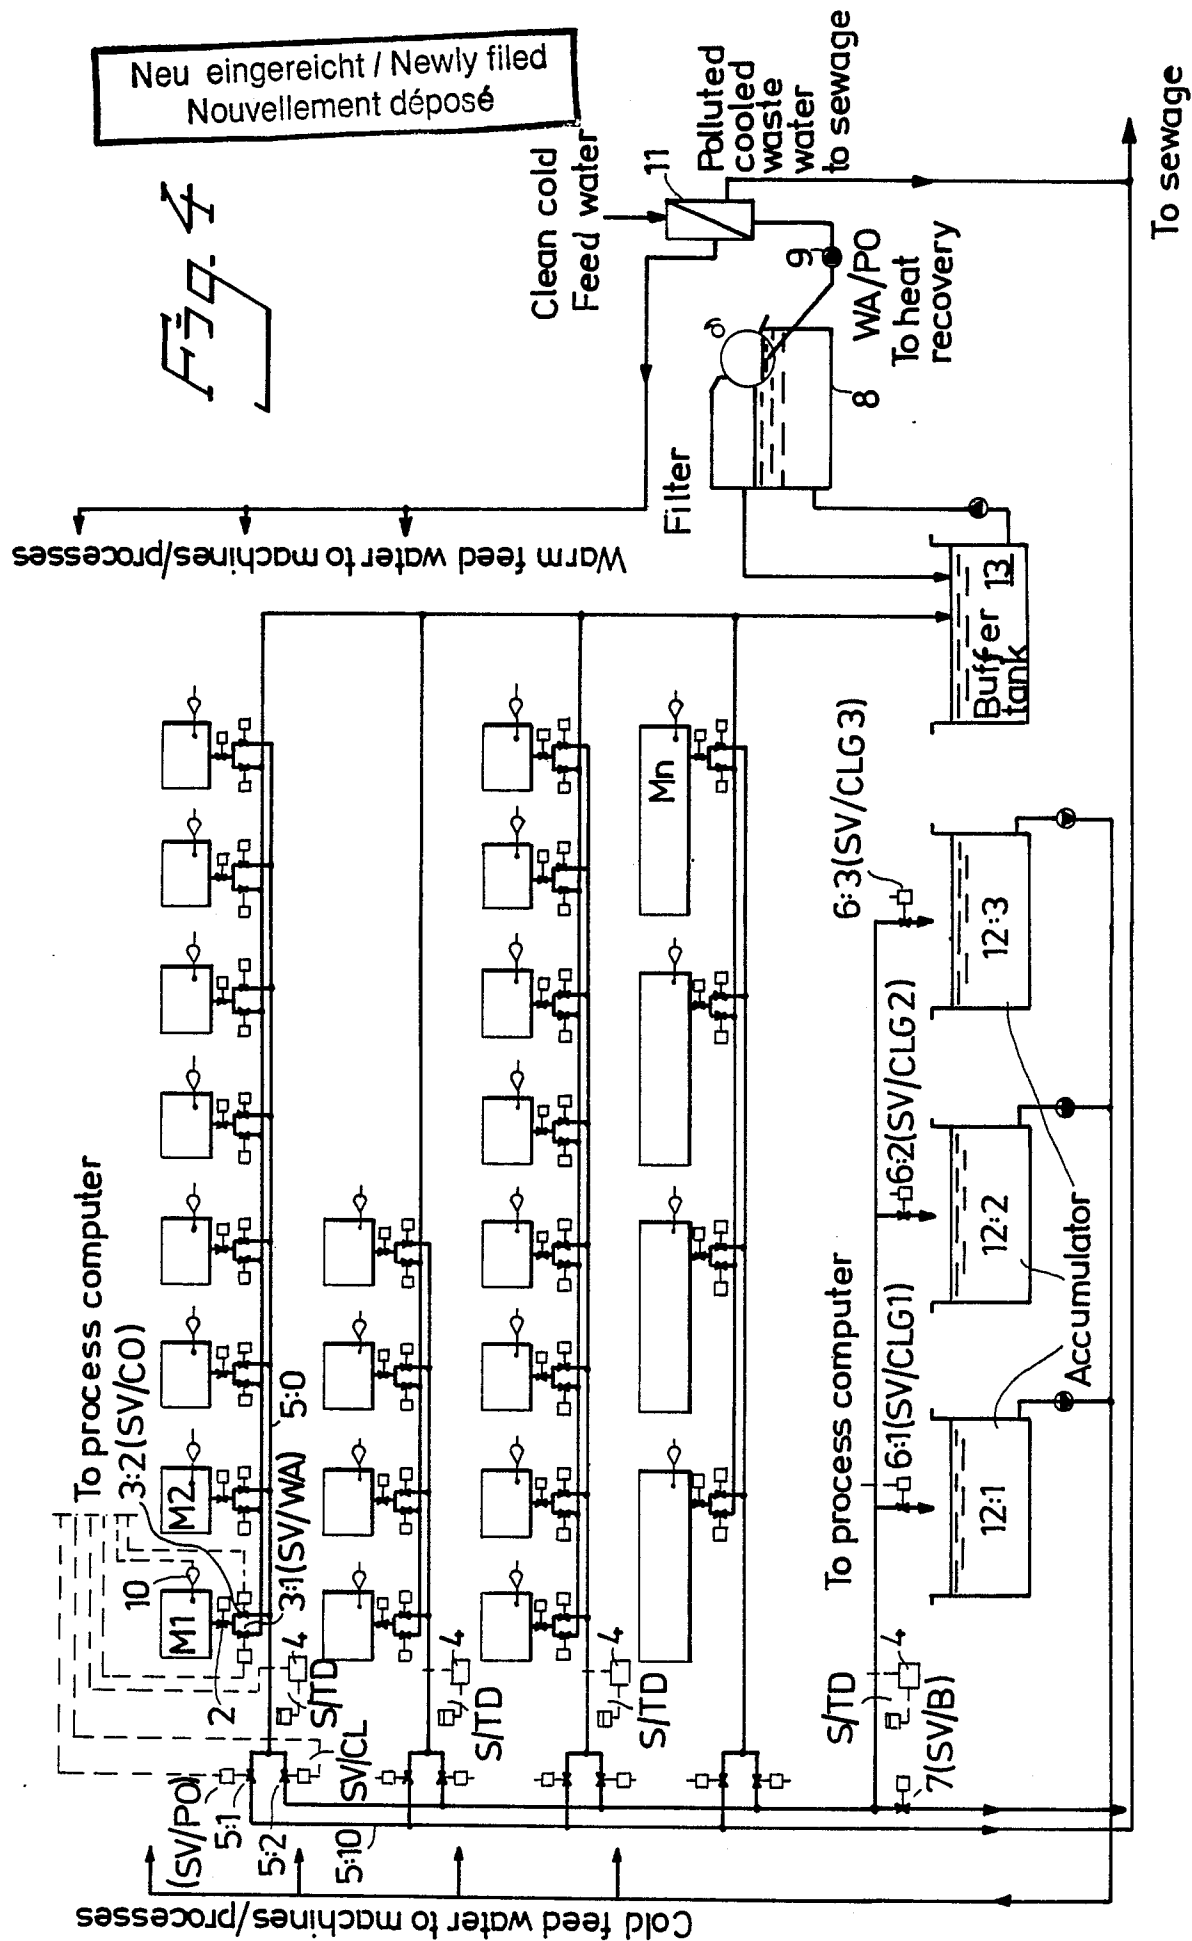 Neu eingereicht / Newly filed
Nouvellement déposé
Fig. 4
Clean cold
Feed water
11
Polluted
cooled
waste
water
to sewage
To sewage
9
WA/PO
To heat
recovery
8
Filter
Warm feed water to machines/processes
Buffer 13
tank
Mn
6:3(SV/CLG3)
12:3
6:2(SV/CLG2)
12:2
Accumulator
6:1(SV/CLG1)
12:1
To process computer
To process computer
3:2(SV/CO)
5:0
M2
3:1(SV/WA)
10
M1
2
4
S/TD
4
S/TD
4
S/TD
4
S/TD
7(SV/B)
SV/CL
(SV/PO)
5:1
5:2
5:10
Cold feed water to machines/processes